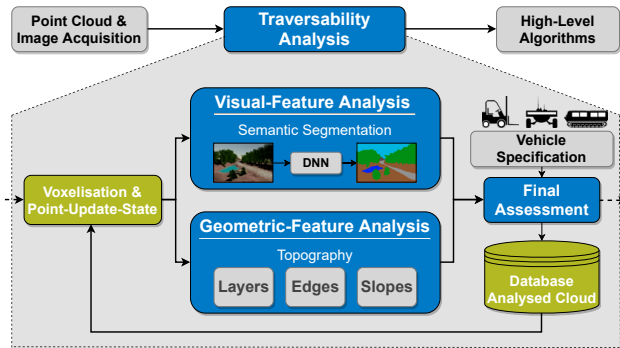 Point Cloud &
Image Acquisition
Traversability
Analysis
High-Level
Algorithms
Visual-Feature Analysis
Semantic Segmentation
DNN
Vehicle
Specification
Voxelisation &
Point-Update-State
Final
Assessment
Geometric-Feature Analysis
Topography
Layers
Edges
Slopes
Database
Analysed Cloud